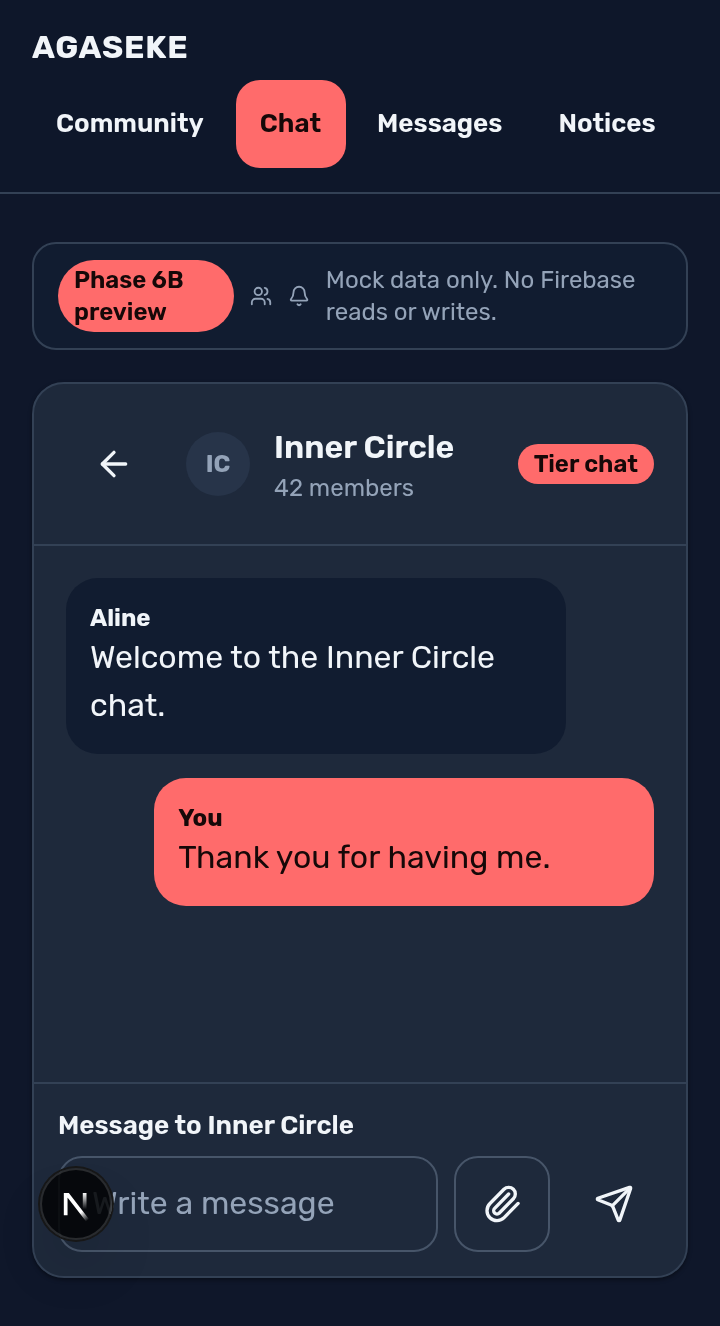 AGASEKE
Community Chat Messages Notices
Phase 6B
preview
Mock data only. No Firebase
reads or writes.
IC
Inner Circle
42 members
Tier chat
Aline
Welcome to the Inner Circle
chat.
You
Thank you for having me.
Message to Inner Circle
N
Write a message